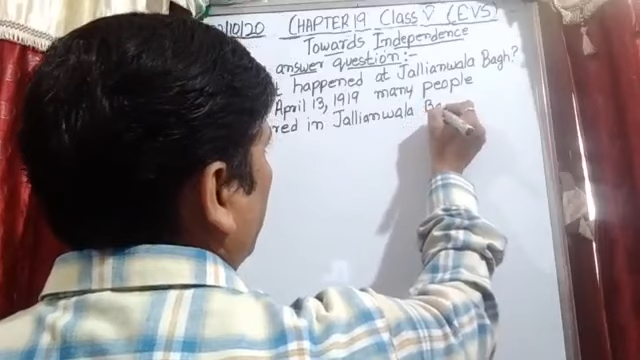 /10/20 CHAPTER 19 Class V (EVS)
Towards Independence
answer question:-
happened at Jallianwala Bagh?
April 13, 1919 many people
red in Jallianwala Ba